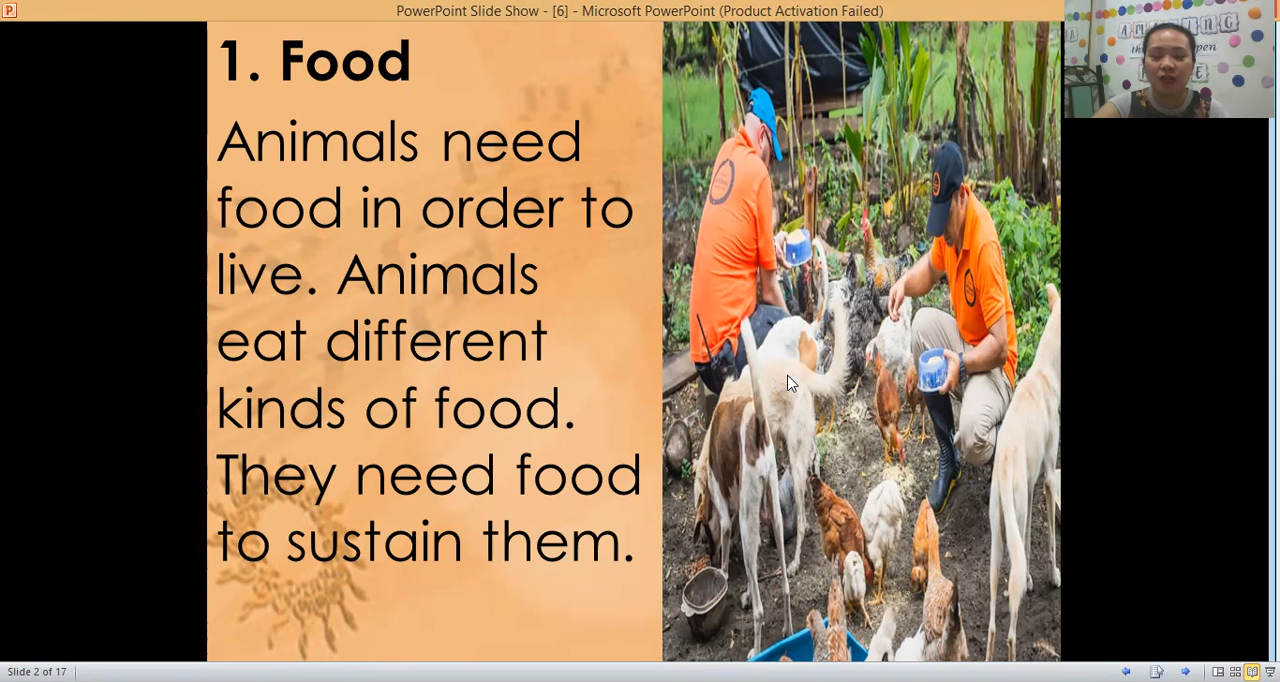 PowerPoint Slide Show - [6] - Microsoft PowerPoint (Product Activation Failed)
1. Food
Animals need
food in order to
live. Animals
eat different
kinds of food.
They need food
to sustain them.
AMAZING
Slide 2 of 17